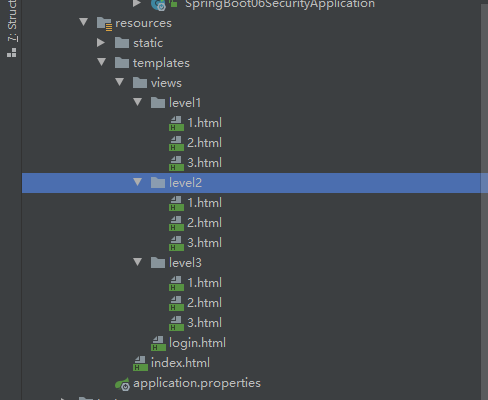 SpringBoot06SecurityApplication
resources
static
templates
views
level1
1.html
2.html
3.html
level2
1.html
2.html
3.html
level3
1.html
2.html
3.html
login.html
index.html
application.properties
7: Struct